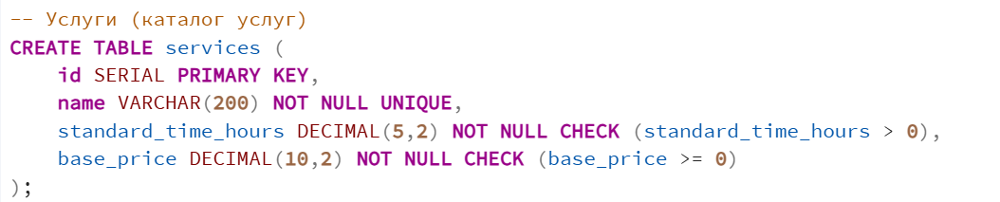 -- Услуги (каталог услуг)
CREATE TABLE services (
    id SERIAL PRIMARY KEY,
    name VARCHAR(200) NOT NULL UNIQUE,
    standard_time_hours DECIMAL(5,2) NOT NULL CHECK (standard_time_hours > 0),
    base_price DECIMAL(10,2) NOT NULL CHECK (base_price >= 0)
);